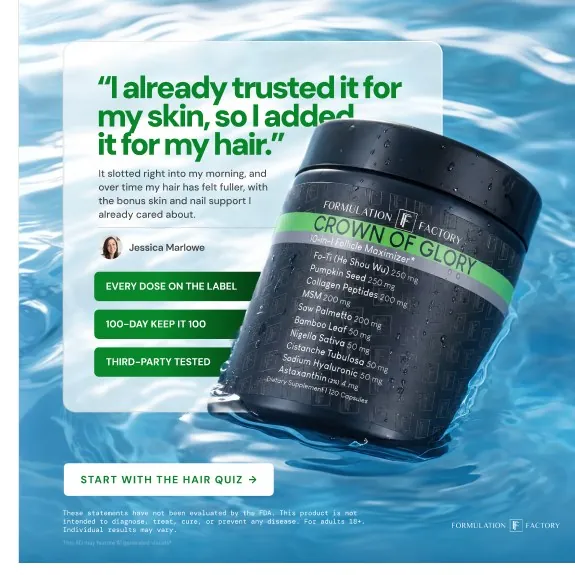 “I already trusted it for
my skin, so I added
it for my hair.”
It slotted right into my morning, and
over time my hair has felt fuller, with
the bonus skin and nail support I
already cared about.
Jessica Marlowe
EVERY DOSE ON THE LABEL
100-DAY KEEP IT 100
THIRD-PARTY TESTED
FORMULATION F FACTORY
CROWN OF GLORY
10-in-1 Follicle Maximizer*
Fo-Ti (He Shou Wu) 250 mg
Pumpkin Seed 250 mg
Collagen Peptides 200 mg
MSM 200 mg
Saw Palmetto 200 mg
Bamboo Leaf 50 mg
Nigella Sativa 50 mg
Cistanche Tubulosa 50 mg
Sodium Hyaluronic 50 mg
Astaxanthin (2%) 4 mg
Dietary Supplement 120 Capsules
START WITH THE HAIR QUIZ →
These statements have not been evaluated by the FDA. This product is not
intended to diagnose, treat, cure, or prevent any disease. For adults 18+.
Individual results may vary.
FORMULATION F FACTORY